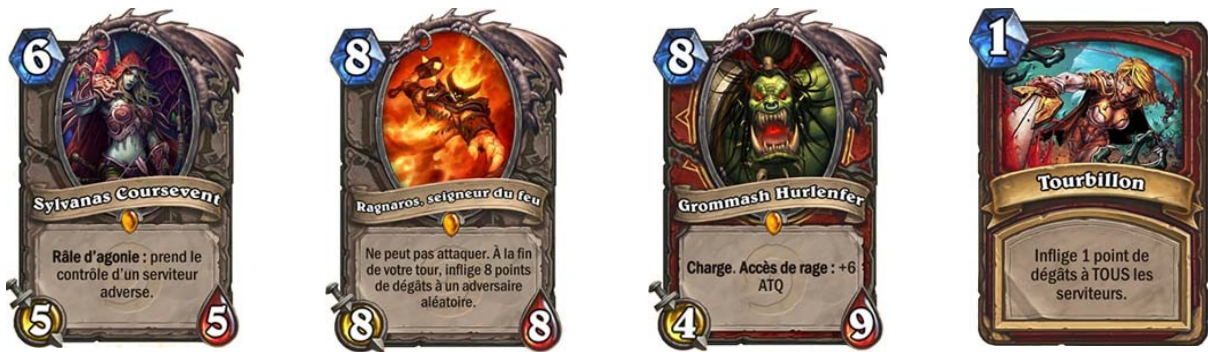 6
Sylvanas Coursevent
Râle d'agonie : prend le
contrôle d'un serviteur
adverse.
5 5
8
Ragnaros, seigneur du feu
Ne peut pas attaquer. À la fin
de votre tour, inflige 8 points
de dégâts à un adversaire
aléatoire.
8 8
8
Grommash Hurlenfer
Charge. Accès de rage : +6
ATQ
4 9
1
Tourbillon
Inflige 1 point de
dégâts à TOUS les
serviteurs.